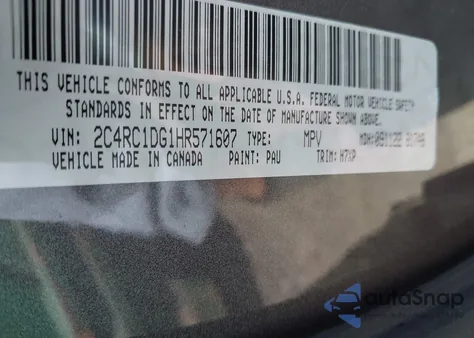 THIS VEHICLE CONFORMS TO ALL APPLICABLE U.S.A. FEDERAL MOTOR VEHICLE SAFETY
STANDARDS IN EFFECT ON THE DATE OF MANUFACTURE SHOWN ABOVE.
VIN: 2C4RC1DG1HR571607 TYPE: MPV
VEHICLE MADE IN CANADA PAINT: PAU TRIM: H7XP
autoSnap